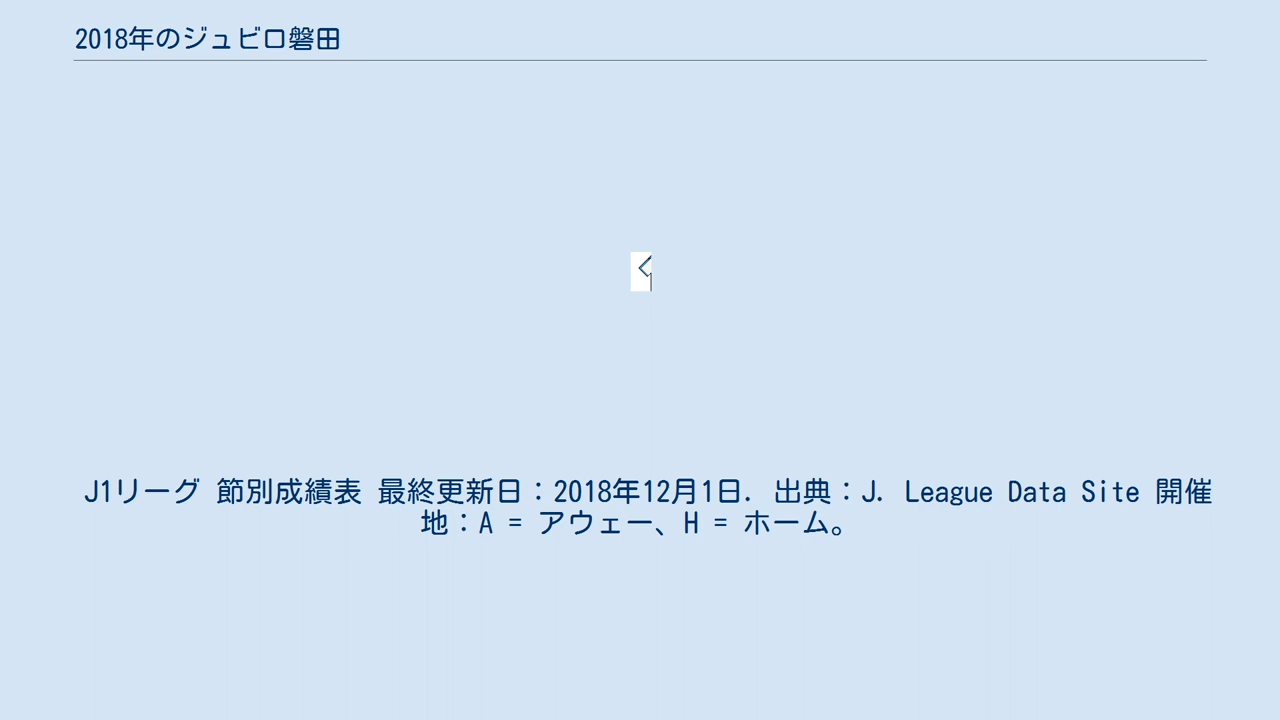 2018年のジュビロ磐田
J1リーグ 節別成績表 最終更新日：2018年12月1日. 出典：J. League Data Site 開催
地：A = アウェー、H = ホーム。